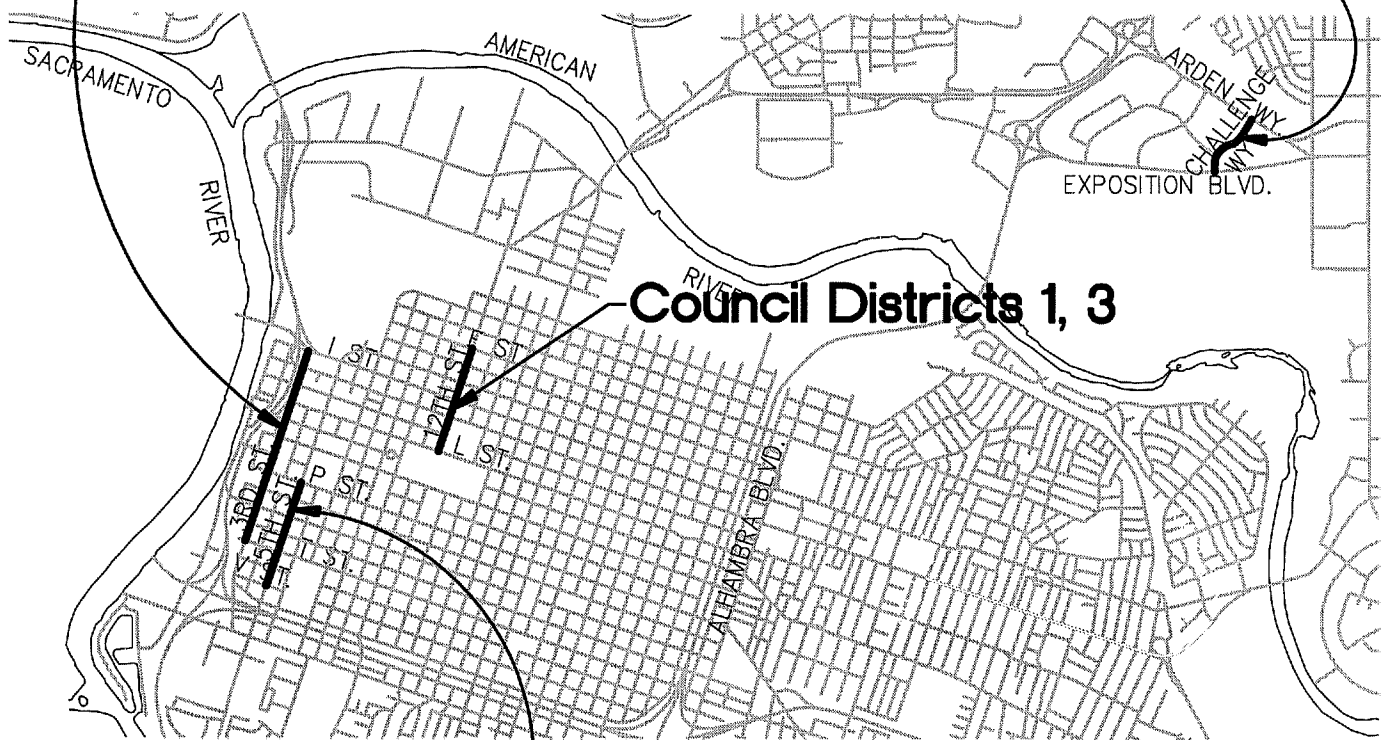 AMERICAN
SACRAMENTO
ARDEN WY.
CHALLENGE
WY.
EXPOSITION BLVD.
RIVER
RIVER
Council Districts 1, 3
I ST.
F ST.
12TH ST.
L ST.
3RD ST.
P ST.
5TH ST.
T ST.
ALHAMBRA BLVD.